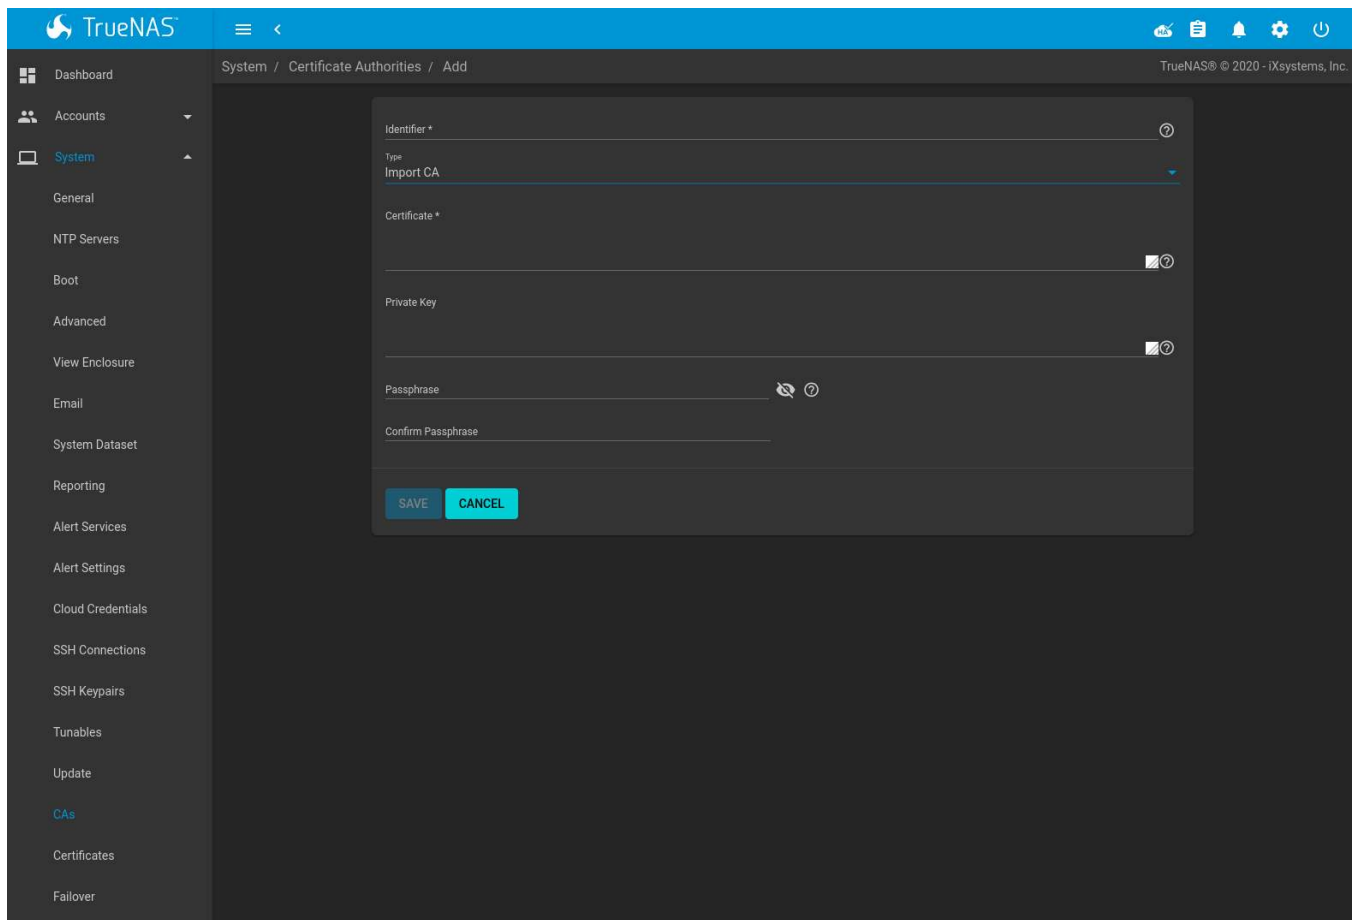 TrueNAS
HA
Dashboard
System / Certificate Authorities / Add
TrueNAS® © 2020 - iXsystems, Inc.
Accounts
System
General
NTP Servers
Boot
Advanced
View Enclosure
Email
System Dataset
Reporting
Alert Services
Alert Settings
Cloud Credentials
SSH Connections
SSH Keypairs
Tunables
Update
CAs
Certificates
Failover
Identifier *
Type
Import CA
Certificate *
Private Key
Passphrase
Confirm Passphrase
SAVE
CANCEL